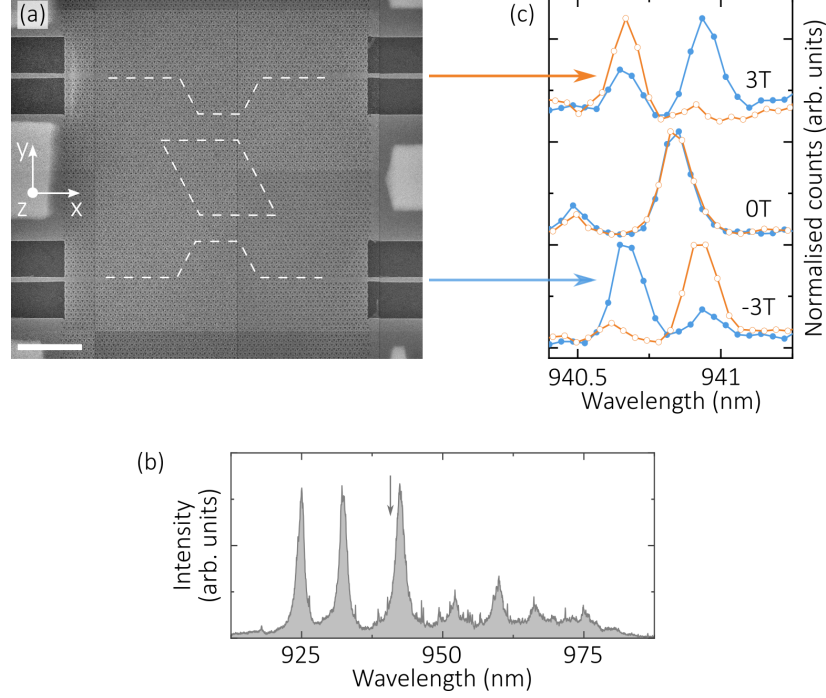 (a)
y
z
x
(c)
3T
0T
-3T
Normalised counts (arb. units)
940.5
941
Wavelength (nm)
(b)
Intensity
(arb. units)
925
950
975
Wavelength (nm)